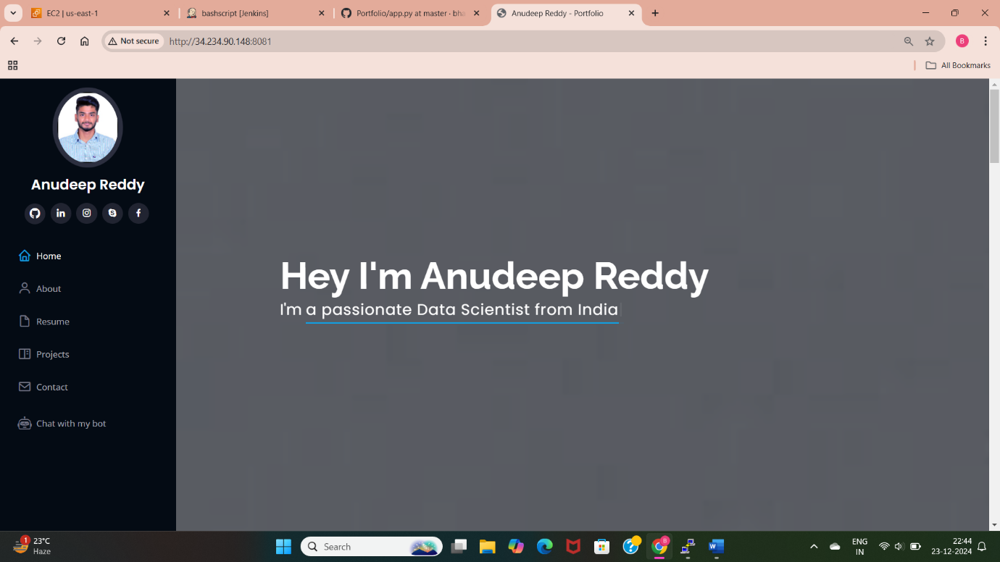 EC2 | us-east-1
bashscript [Jenkins]
Portfolio/app.py at master · bha
Anudeep Reddy - Portfolio
Not secure
http://34.234.90.148:8081
B
All Bookmarks
Anudeep Reddy
Home
About
Resume
Projects
Contact
Chat with my bot
Hey I'm Anudeep Reddy
I'm a passionate Data Scientist from India
1
23°C
Haze
Search
B
ENG
IN
22:44
23-12-2024